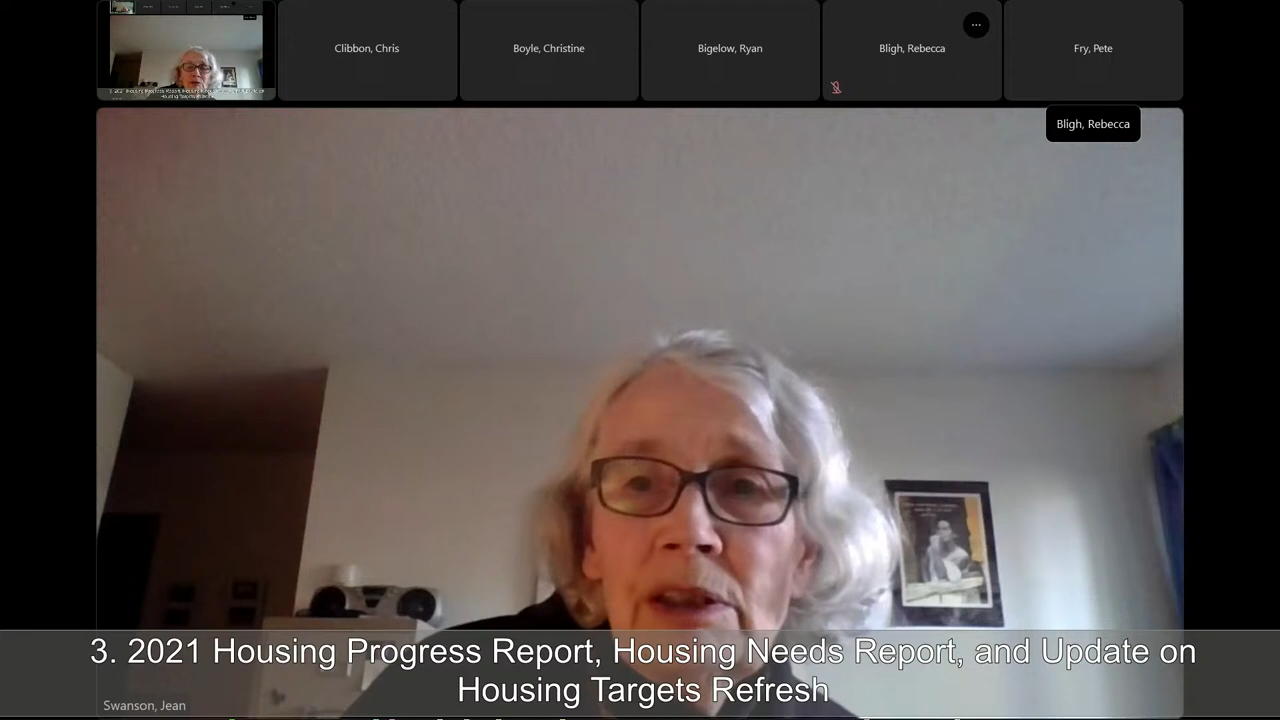 Clibbon, Chris
Boyle, Christine
Bigelow, Ryan
Bligh, Rebecca
Fry, Pete
Bligh, Rebecca
3. 2021 Housing Progress Report, Housing Needs Report, and Update on
Housing Targets Refresh
Swanson, Jean